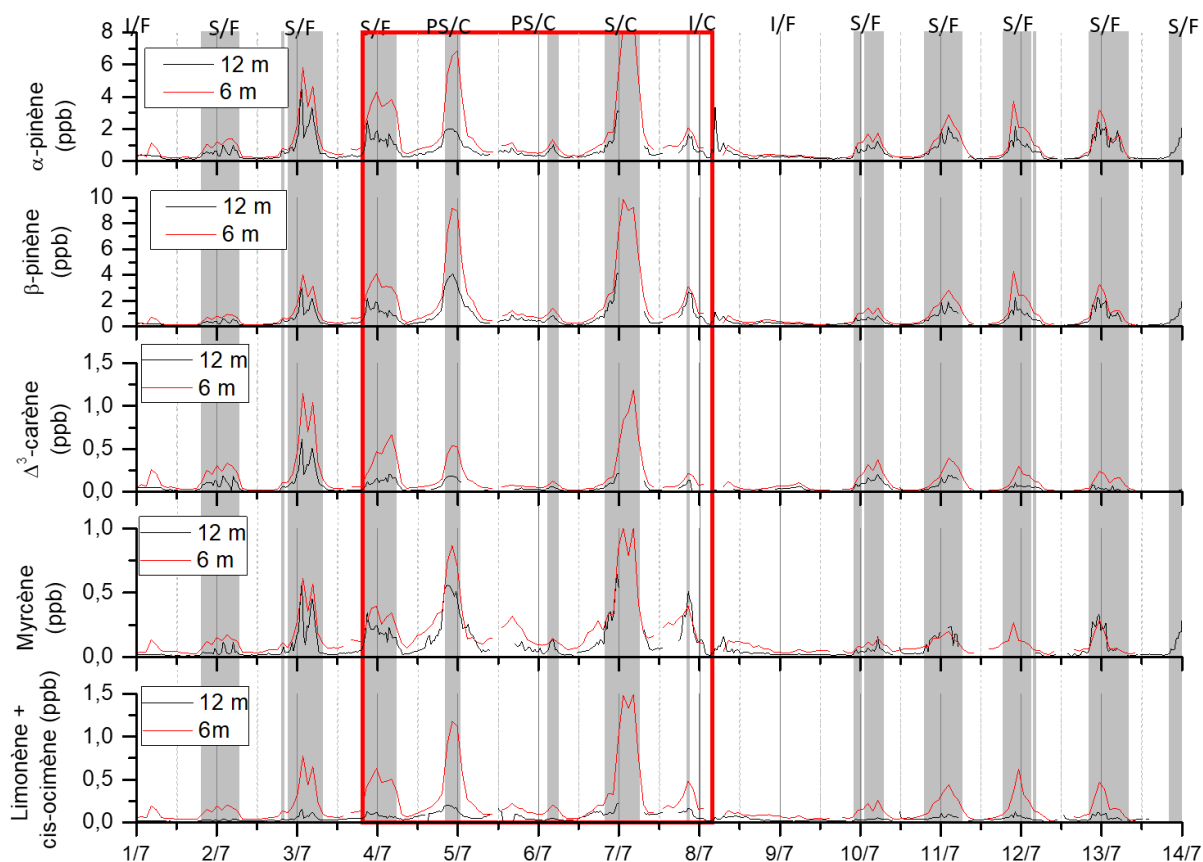 I/F S/F S/F S/F PS/C PS/C S/C I/C I/F S/F S/F S/F S/F S/F
8
6
4
2
0
α-pinène
(ppb)
12 m
6 m
10
8
6
4
2
0
β-pinène
(ppb)
12 m
6 m
1,5
1,0
0,5
0,0
Δ³-carène
(ppb)
12 m
6 m
1,0
0,5
0,0
Myrcène
(ppb)
12 m
6 m
1,5
1,0
0,5
0,0
Limonène +
cis-ocimène (ppb)
12 m
6m
1/7 2/7 3/7 4/7 5/7 6/7 7/7 8/7 9/7 10/7 11/7 12/7 13/7 14/7